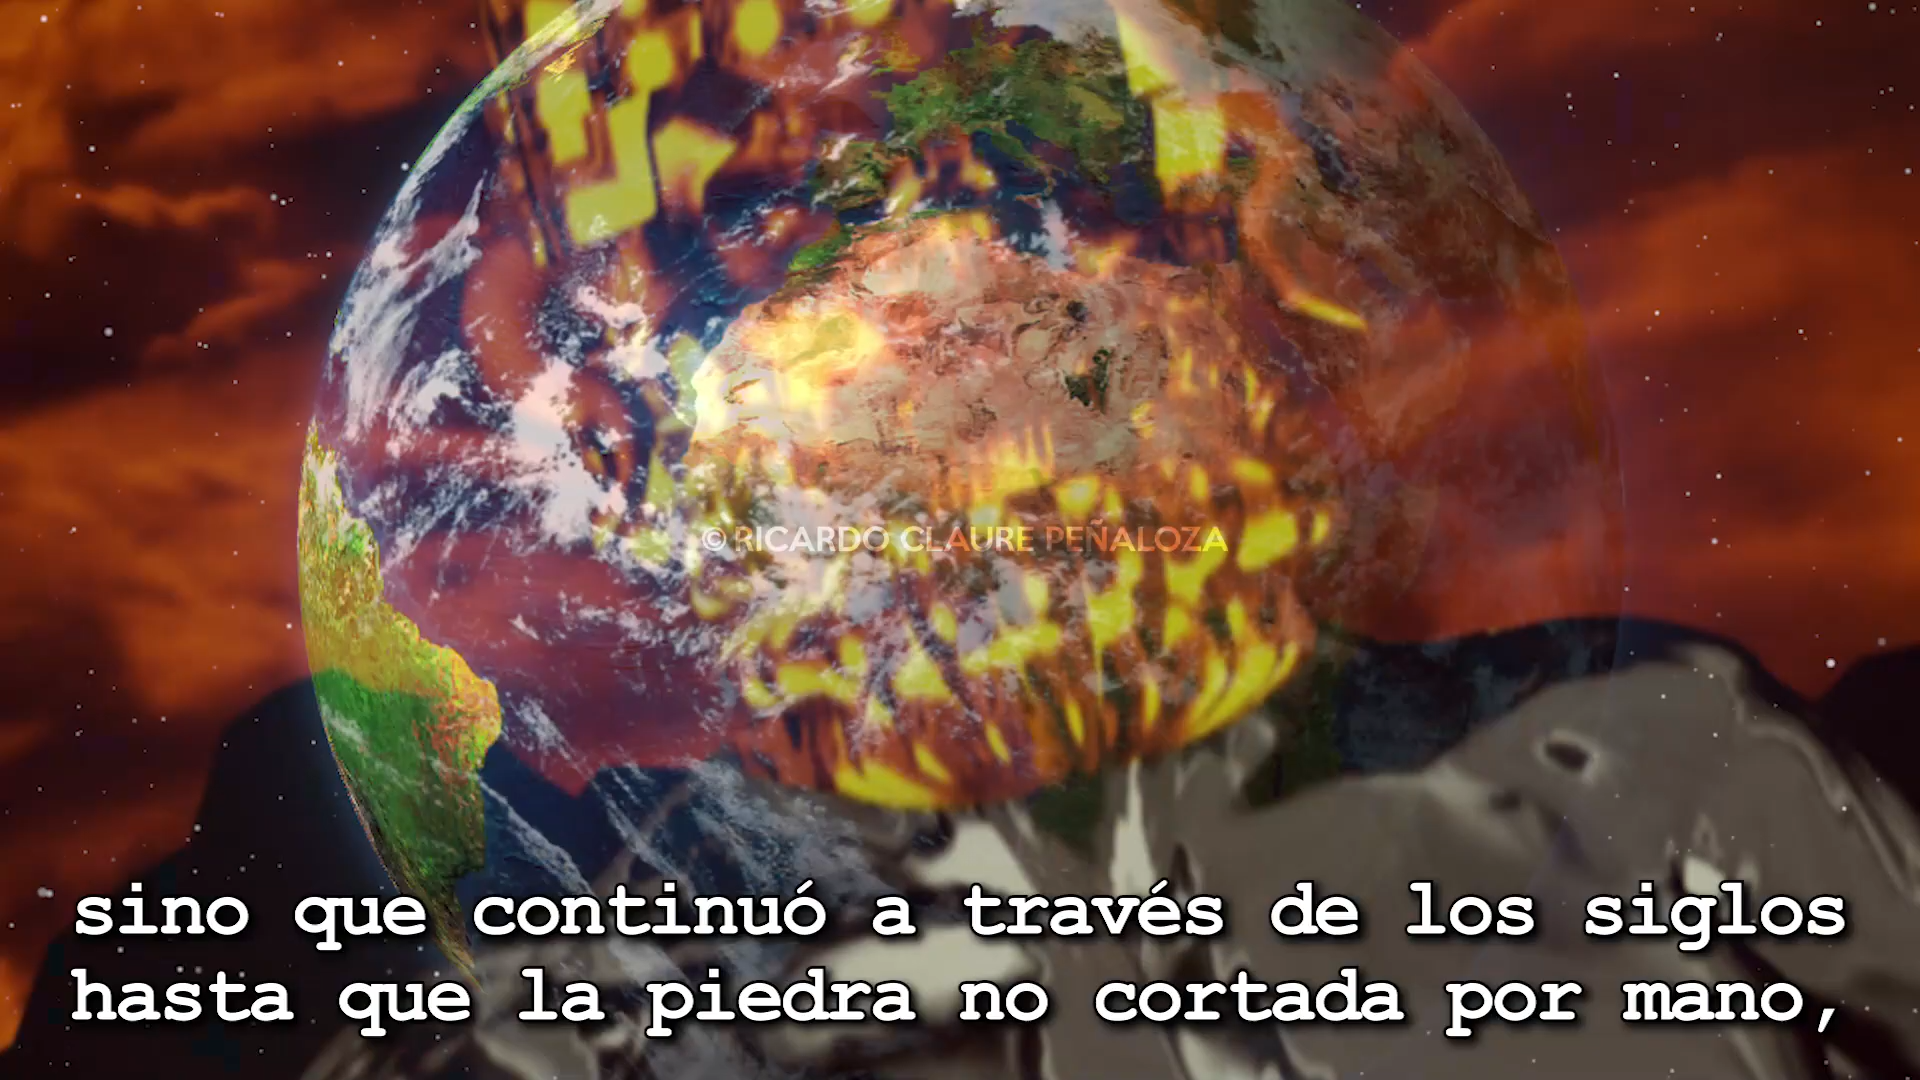 © RICARDO CLAURE PEÑALOZA
sino que continuó a través de los siglos
hasta que la piedra no cortada por mano,